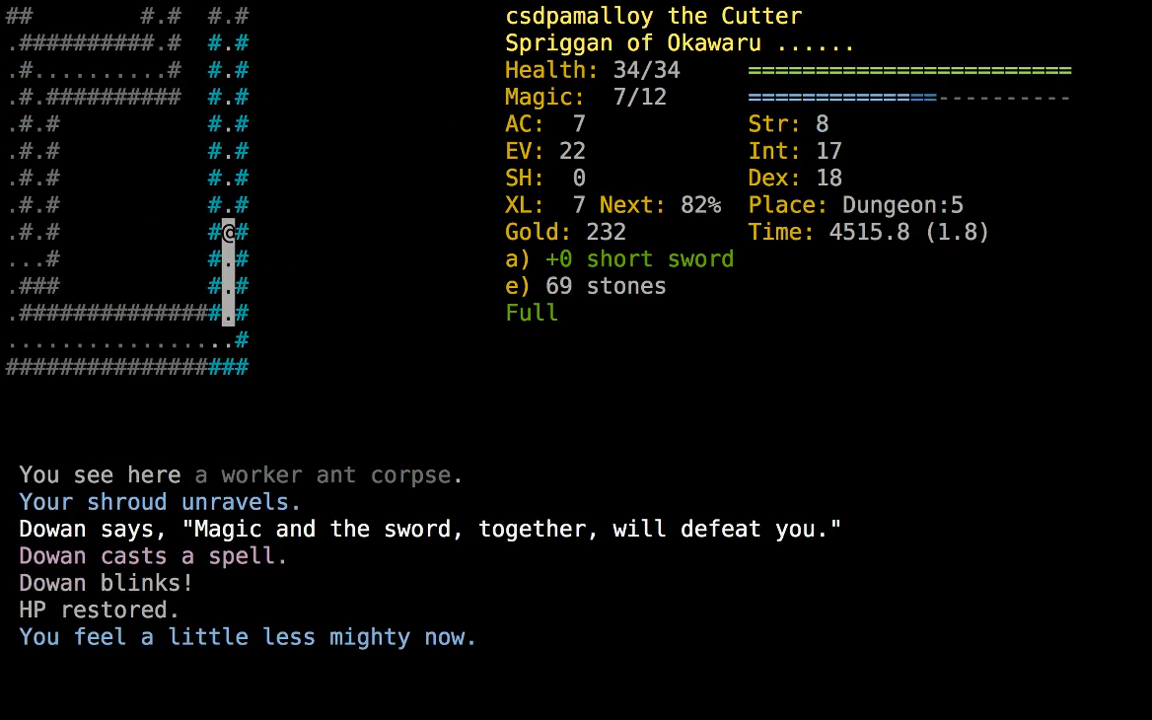 ##        #.#  #.#
.##########.#  #.#
.#..........#  #.#
.#.##########  #.#
.#.#           #.#
.#.#           #.#
.#.#           #.#
.#.#           #.#
.#.#           #@#
...#           #.#
.###           #.#
.###############.#
.................#
##################
csdpamalloy the Cutter
Spriggan of Okawaru ......
Health: 34/34 ========================
Magic:  7/12 ==============----------
AC:  7 Str: 8
EV: 22 Int: 17
SH:  0 Dex: 18
XL:  7 Next: 82% Place: Dungeon:5
Gold: 232 Time: 4515.8 (1.8)
a) +0 short sword
e) 69 stones
Full
You see here a worker ant corpse.
Your shroud unravels.
Dowan says, "Magic and the sword, together, will defeat you."
Dowan casts a spell.
Dowan blinks!
HP restored.
You feel a little less mighty now.